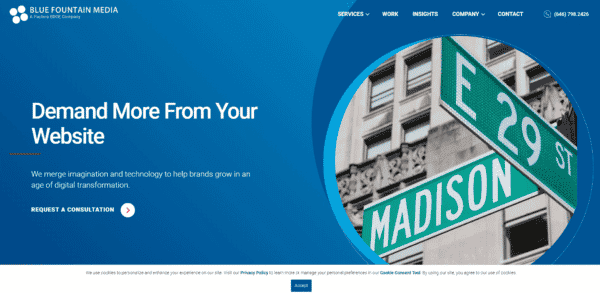 BLUE FOUNTAIN MEDIA
A Pactera EDGE Company
SERVICES WORK INSIGHTS COMPANY CONTACT (646) 798 2426
Demand More From Your
Website
We merge imagination and technology to help brands grow in an
age of digital transformation.
REQUEST A CONSULTATION
E 29 ST
MADISON
We use cookies to personalize and enhance your experience on our site. Visit our Privacy Policy to learn more or manage your personal preferences in our Cookie Consent Tool. By using our site, you agree to our use of cookies.
Accept